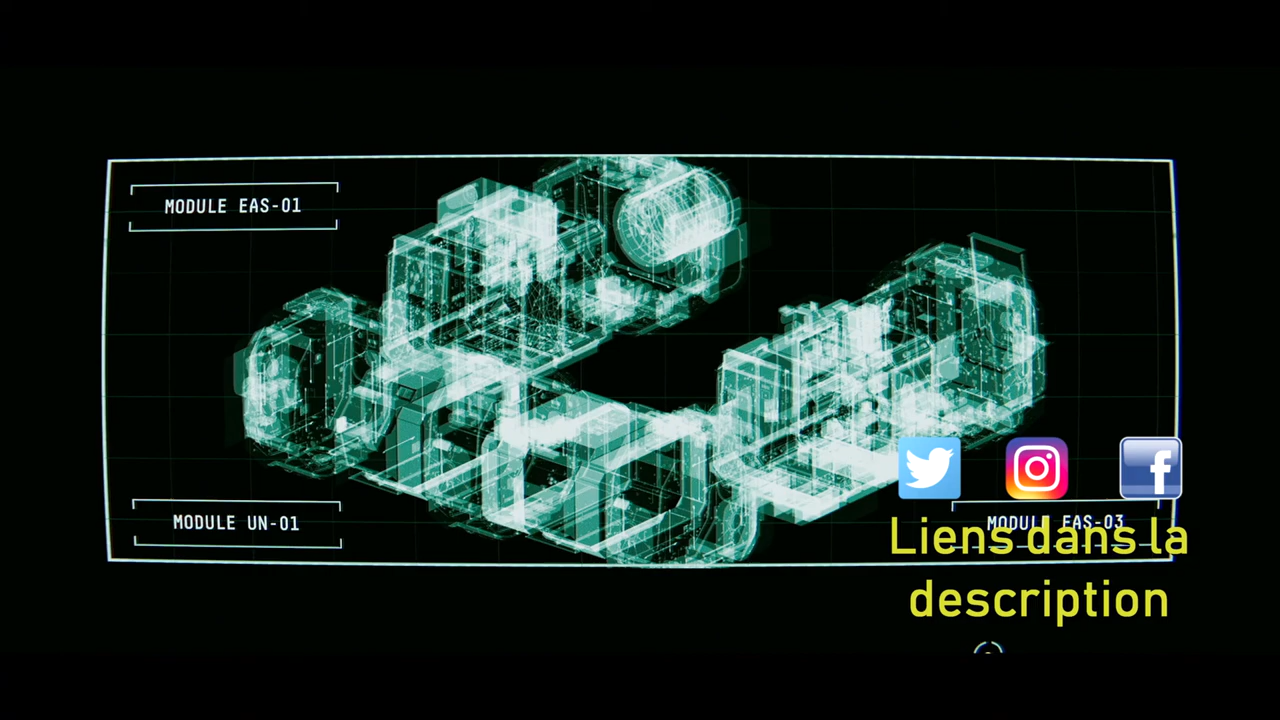 MODULE EAS-01
MODULE UN-01
MODULE EAS-03
Liens dans la
description